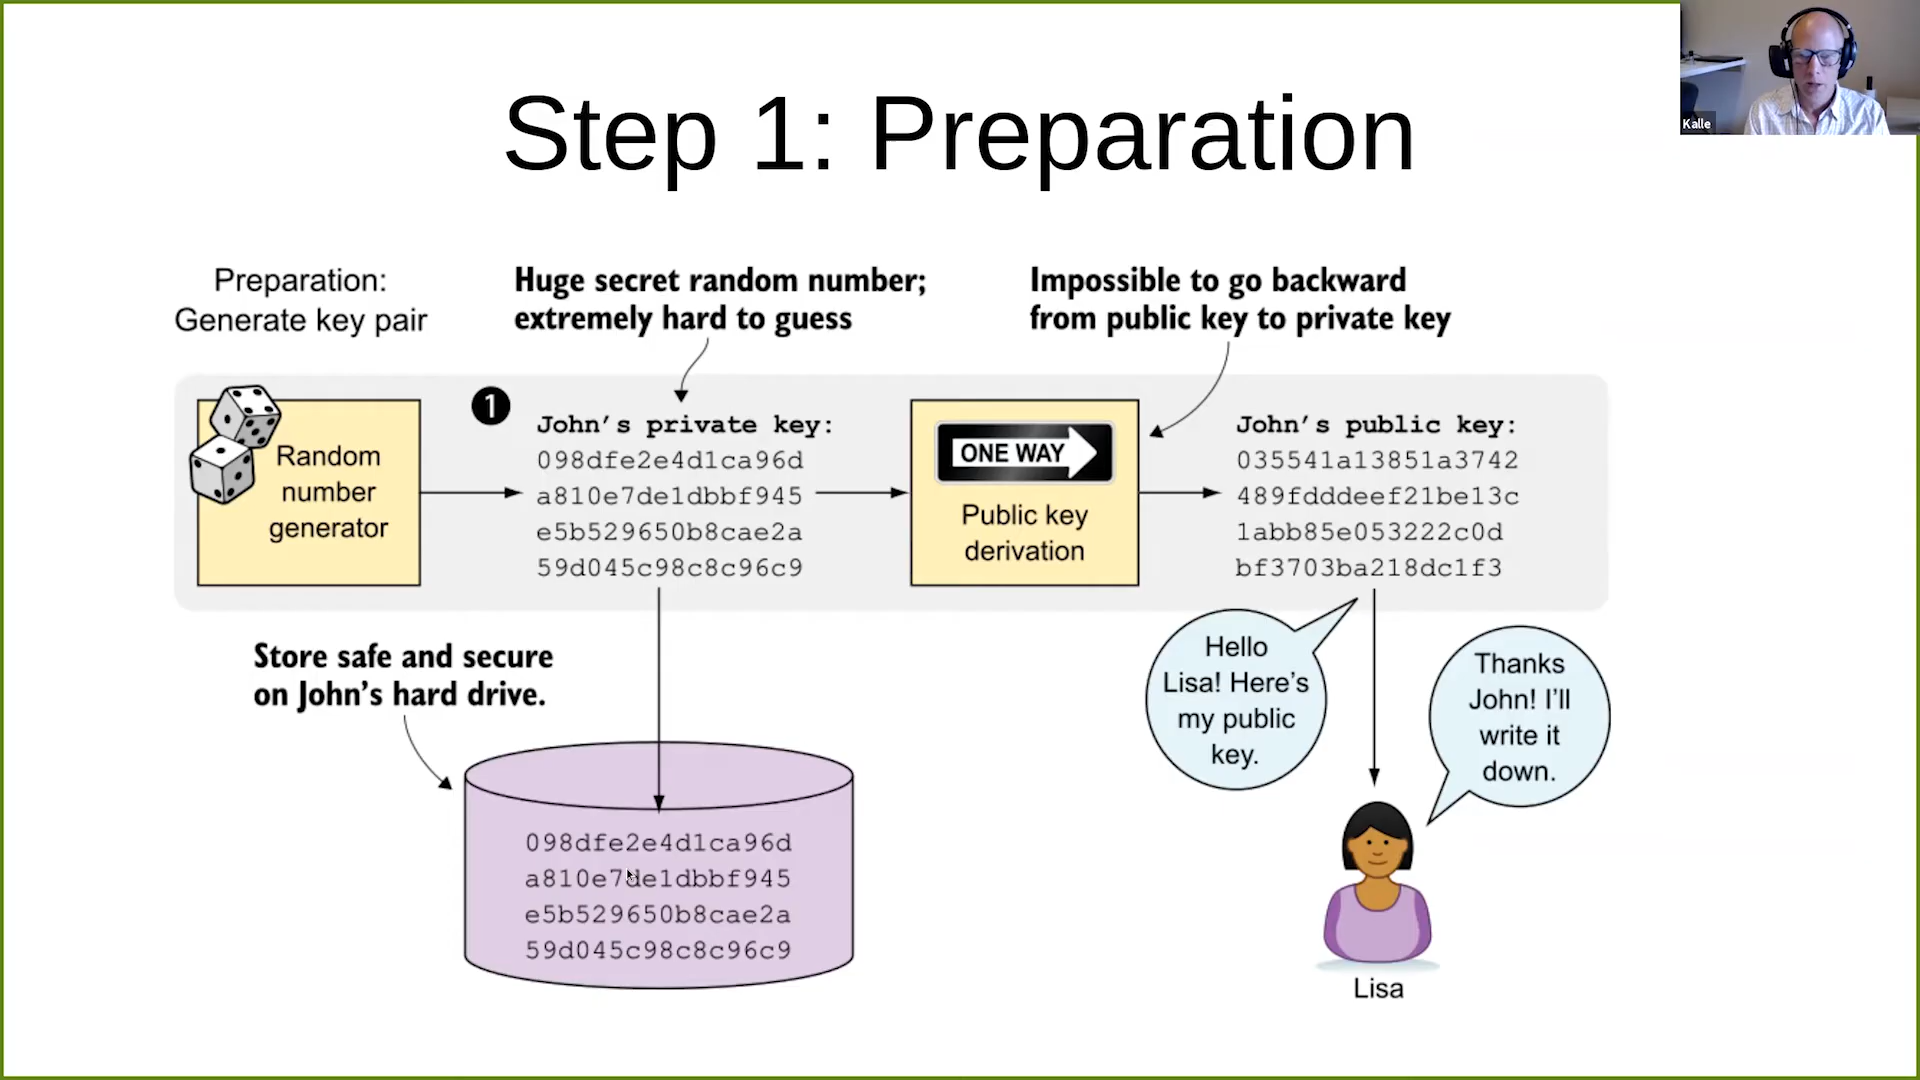 Kalle
Step 1: Preparation
Preparation:
Generate key pair
Huge secret random number;
extremely hard to guess
Impossible to go backward
from public key to private key
1
Random
number
generator
John's private key:
098dfe2e4d1ca96d
a810e7de1dbbf945
e5b529650b8cae2a
59d045c98c8c96c9
ONE WAY
Public key
derivation
John's public key:
035541a13851a3742
489fdddeef21be13c
1abb85e053222c0d
bf3703ba218dc1f3
Store safe and secure
on John's hard drive.
098dfe2e4d1ca96d
a810e7de1dbbf945
e5b529650b8cae2a
59d045c98c8c96c9
Hello
Lisa! Here's
my public
key.
Thanks
John! I'll
write it
down.
Lisa